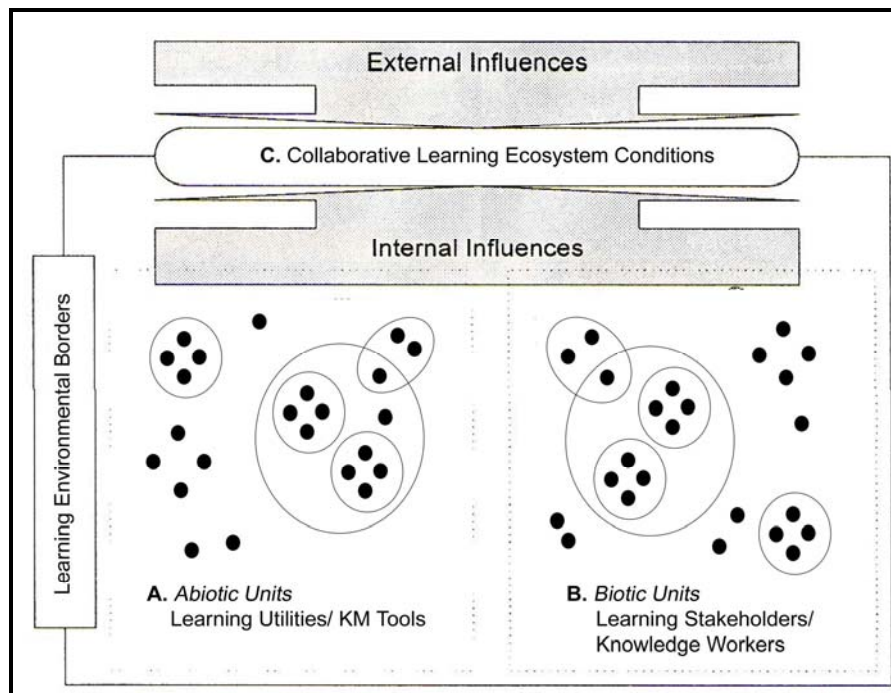 External Influences
C. Collaborative Learning Ecosystem Conditions
Internal Influences
Learning Environmental Borders
A. Abiotic Units
Learning Utilities/ KM Tools
B. Biotic Units
Learning Stakeholders/
Knowledge Workers